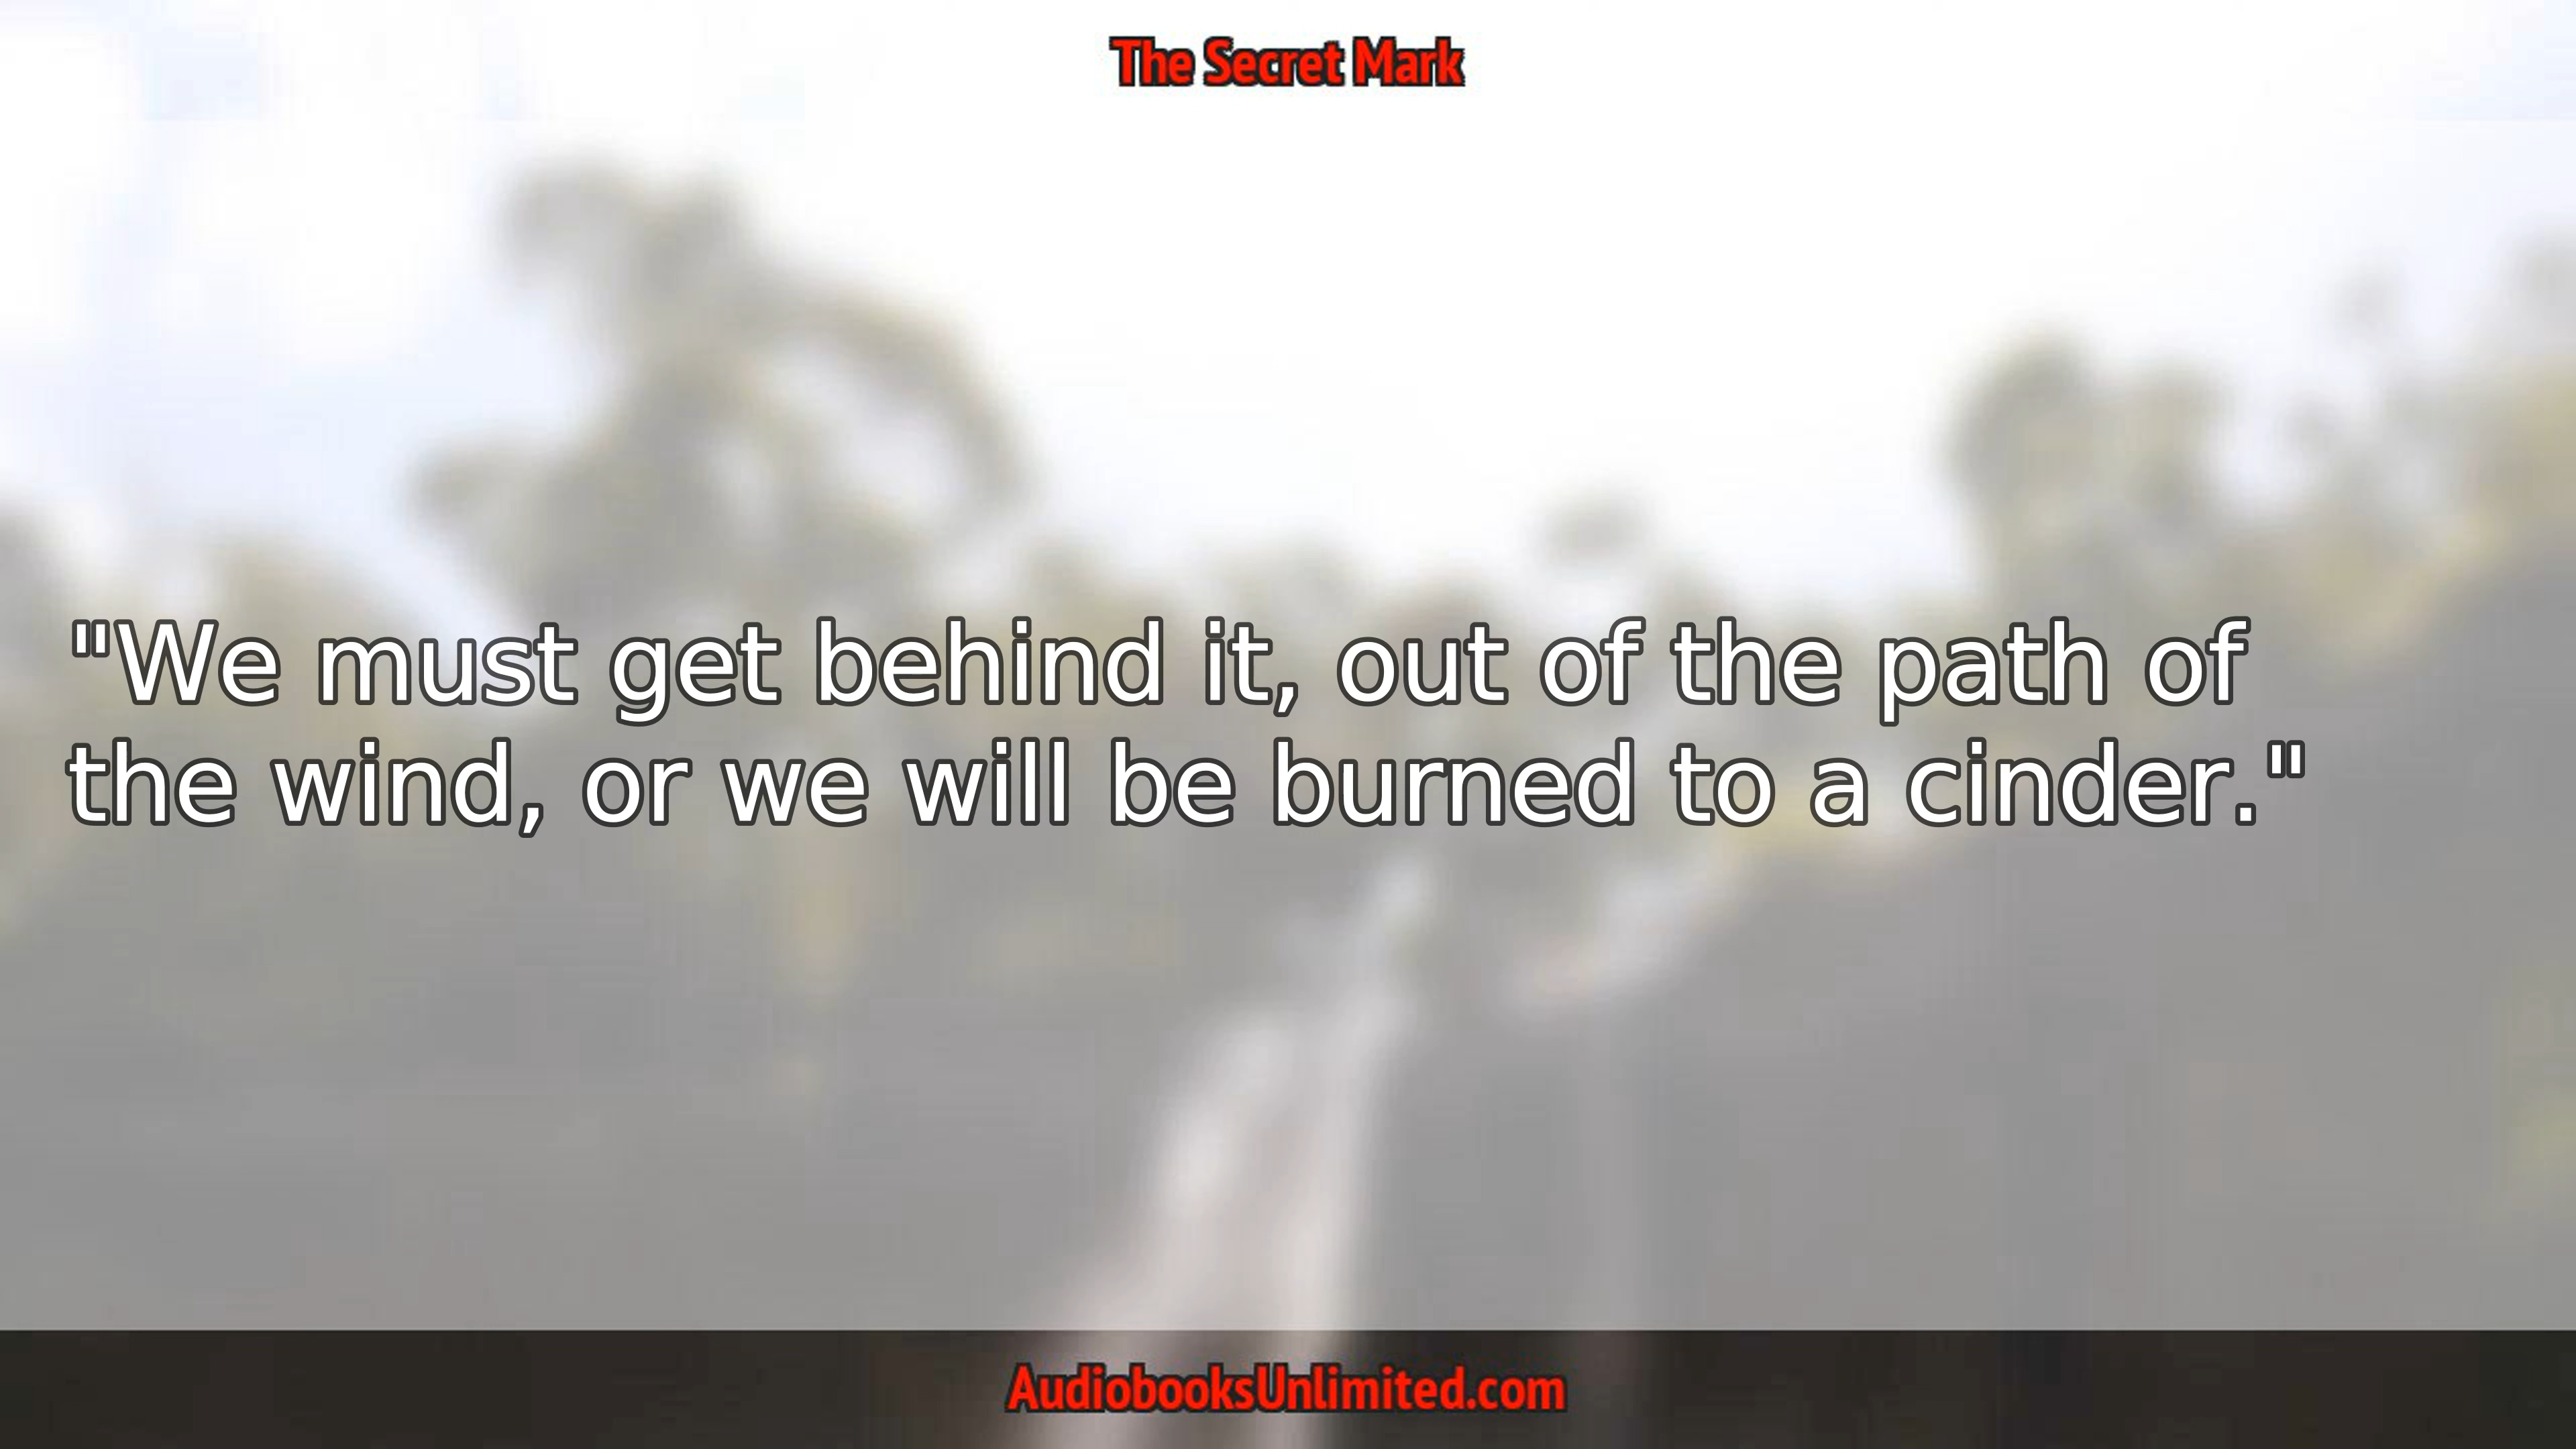 The Secret Mark
"We must get behind it, out of the path of
the wind, or we will be burned to a cinder."
AudiobooksUnlimited.com